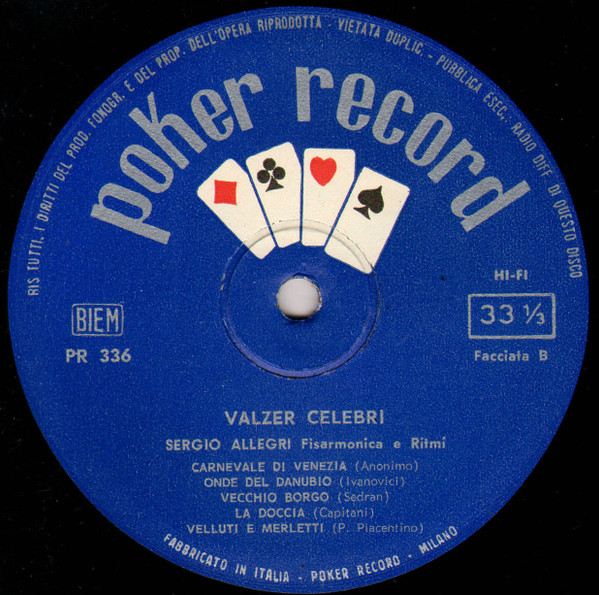 RIS TUTTI. I DIRITTI DEL PROD. FONOGR. E DEL PROP. DELL'OPERA RIPRODOTTA - VIETATA DUPLIC. - PUBBLICA ESEC.: RADIO DIFF DI QUESTO DISCO
poker record
HI-FI
BIEM
33 ⅓
PR 336
Facciata B
VALZER CELEBRI
SERGIO ALLEGRI Fisarmonica e Ritmi
CARNEVALE DI VENEZIA (Anonimo)
ONDE DEL DANUBIO (Ivanovici)
VECCHIO BORGO (Sedran)
LA DOCCIA (Capitani)
VELLUTI E MERLETTI (P. Piacentino)
FABBRICATO IN ITALIA - POKER RECORD - MILANO